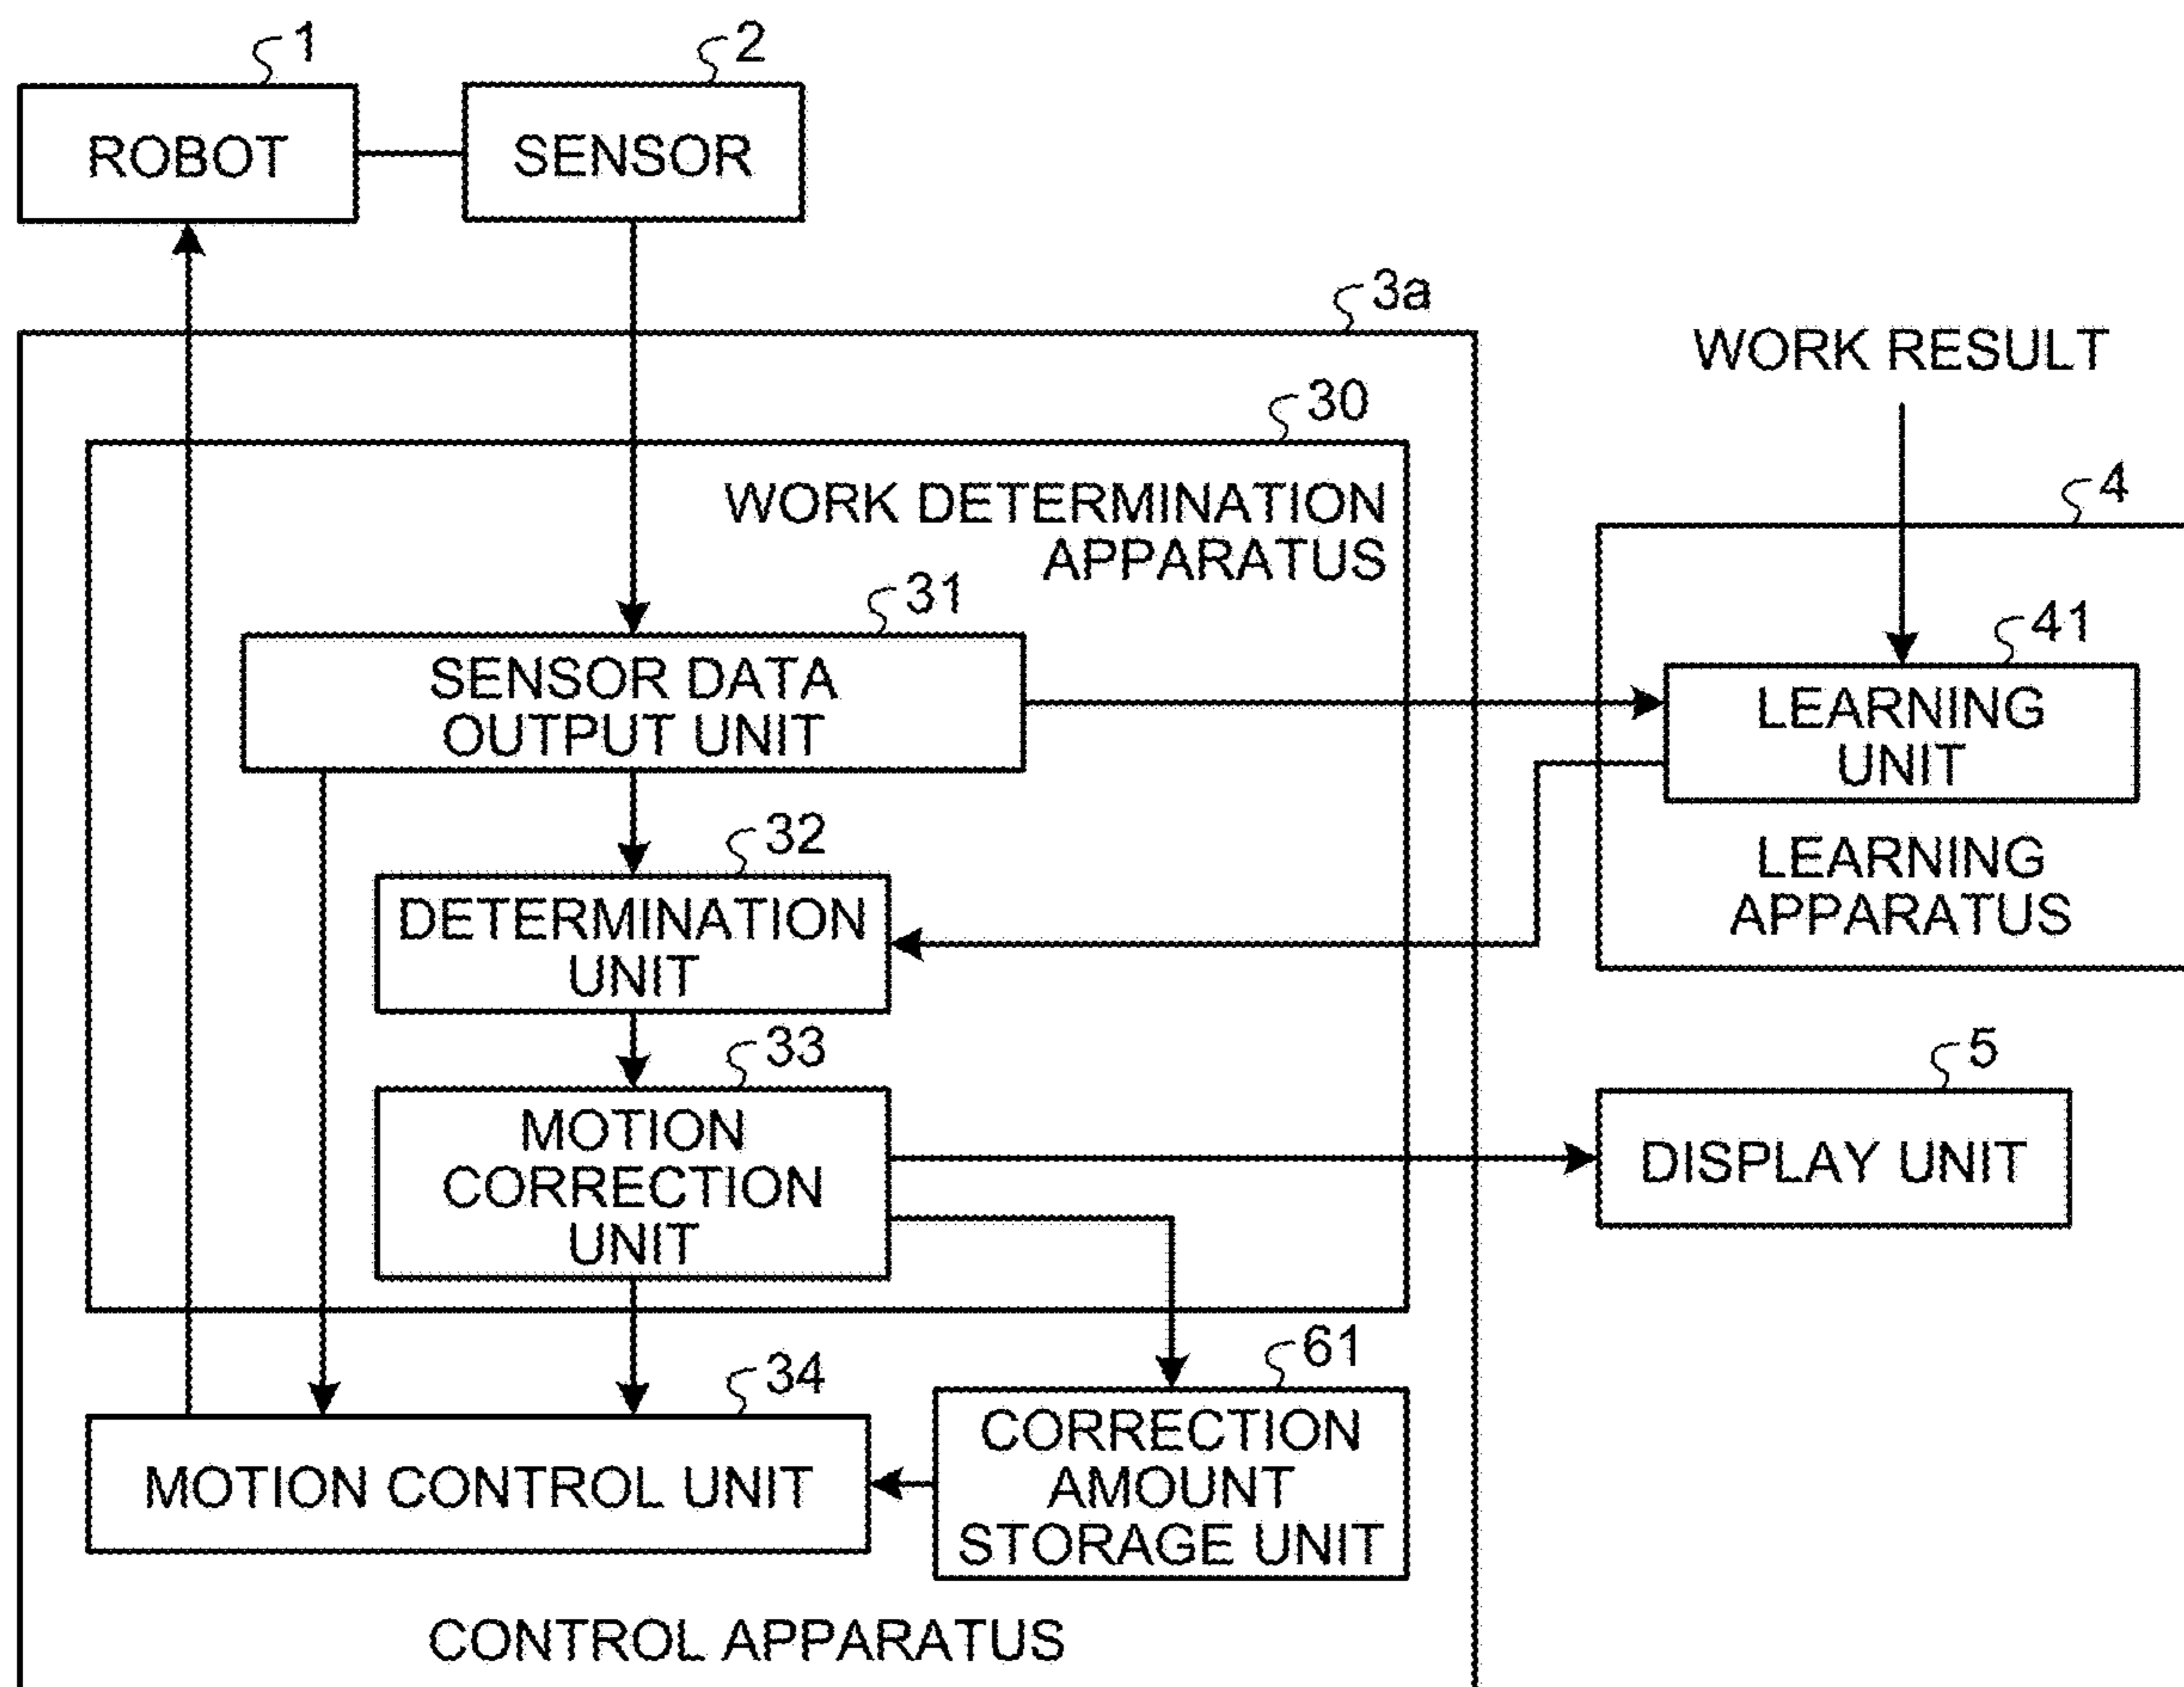 1
2
ROBOT
SENSOR
3a
WORK RESULT
30
WORK DETERMINATION
APPARATUS
4
31
SENSOR DATA
OUTPUT UNIT
41
LEARNING
UNIT
LEARNING
APPARATUS
32
DETERMINATION
UNIT
33
MOTION
CORRECTION
UNIT
5
DISPLAY UNIT
34
MOTION CONTROL UNIT
61
CORRECTION
AMOUNT
STORAGE UNIT
CONTROL APPARATUS